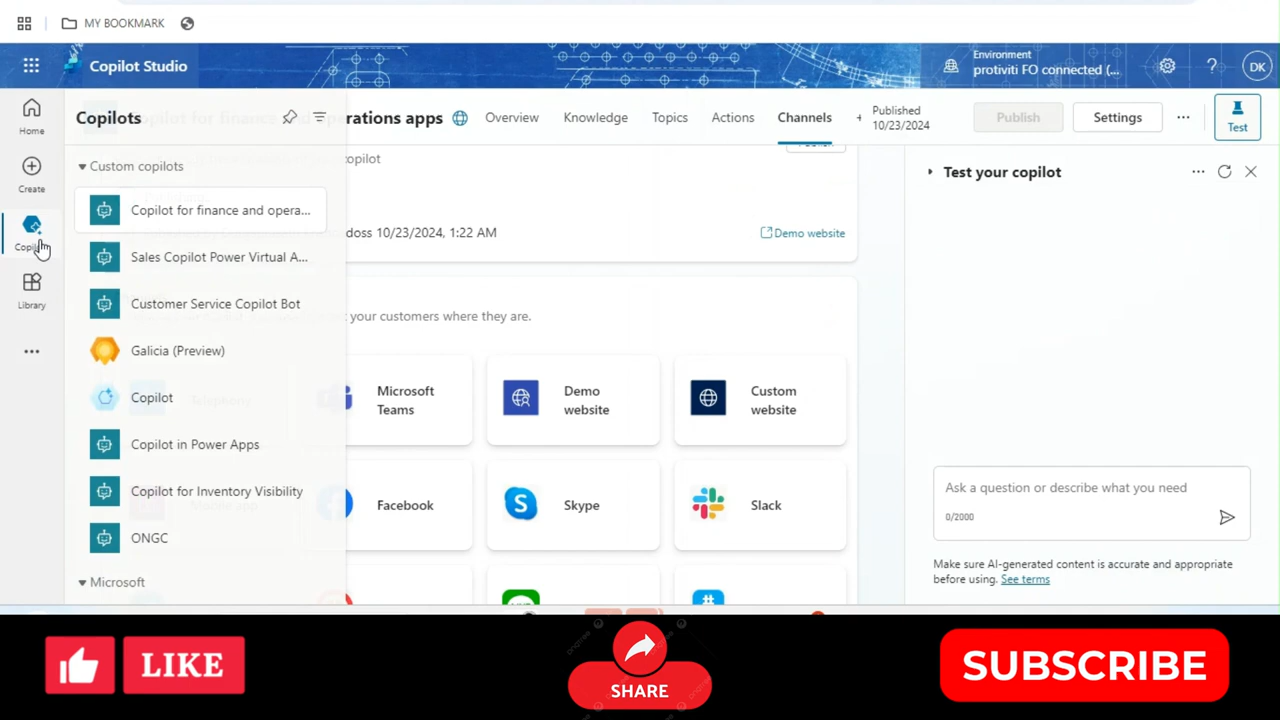 MY BOOKMARK
Copilot Studio
Environment
protiviti FO connected (...
DK
Home
Create
Library
Copilots
Custom copilots
Copilot for finance and opera...
Sales Copilot Power Virtual A...
Customer Service Copilot Bot
Galicia (Preview)
Copilot
Copilot in Power Apps
Copilot for Inventory Visibility
ONGC
Microsoft
rations apps
Overview
Knowledge
Topics
Actions
Channels
Published
10/23/2024
Publish
Settings
Test
copilot
doss 10/23/2024, 1:22 AM
Demo website
your customers where they are.
Microsoft
Teams
Demo
website
Custom
website
Facebook
Skype
Slack
Test your copilot
Ask a question or describe what you need
0/2000
Make sure AI-generated content is accurate and appropriate
before using. See terms
LIKE
SHARE
SUBSCRIBE